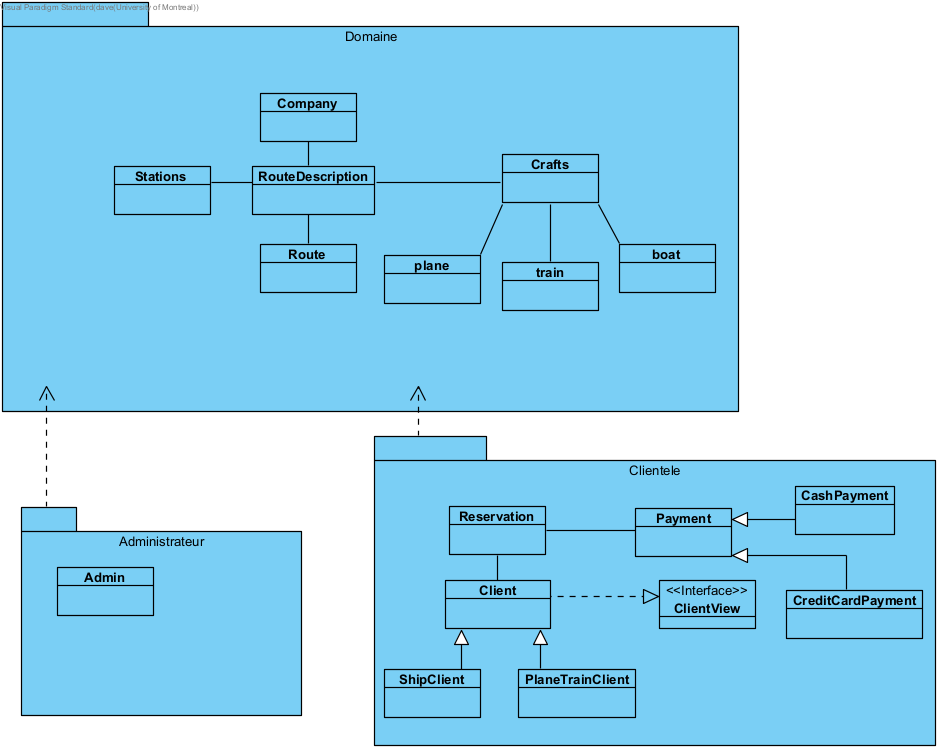 Visual Paradigm Standard(dave(University of Montreal))
Domaine
Company
Stations
RouteDescription
Crafts
Route
plane
train
boat
Clientele
Administrateur
Admin
Reservation
Payment
CashPayment
Client
<<Interface>>
ClientView
CreditCardPayment
ShipClient
PlaneTrainClient